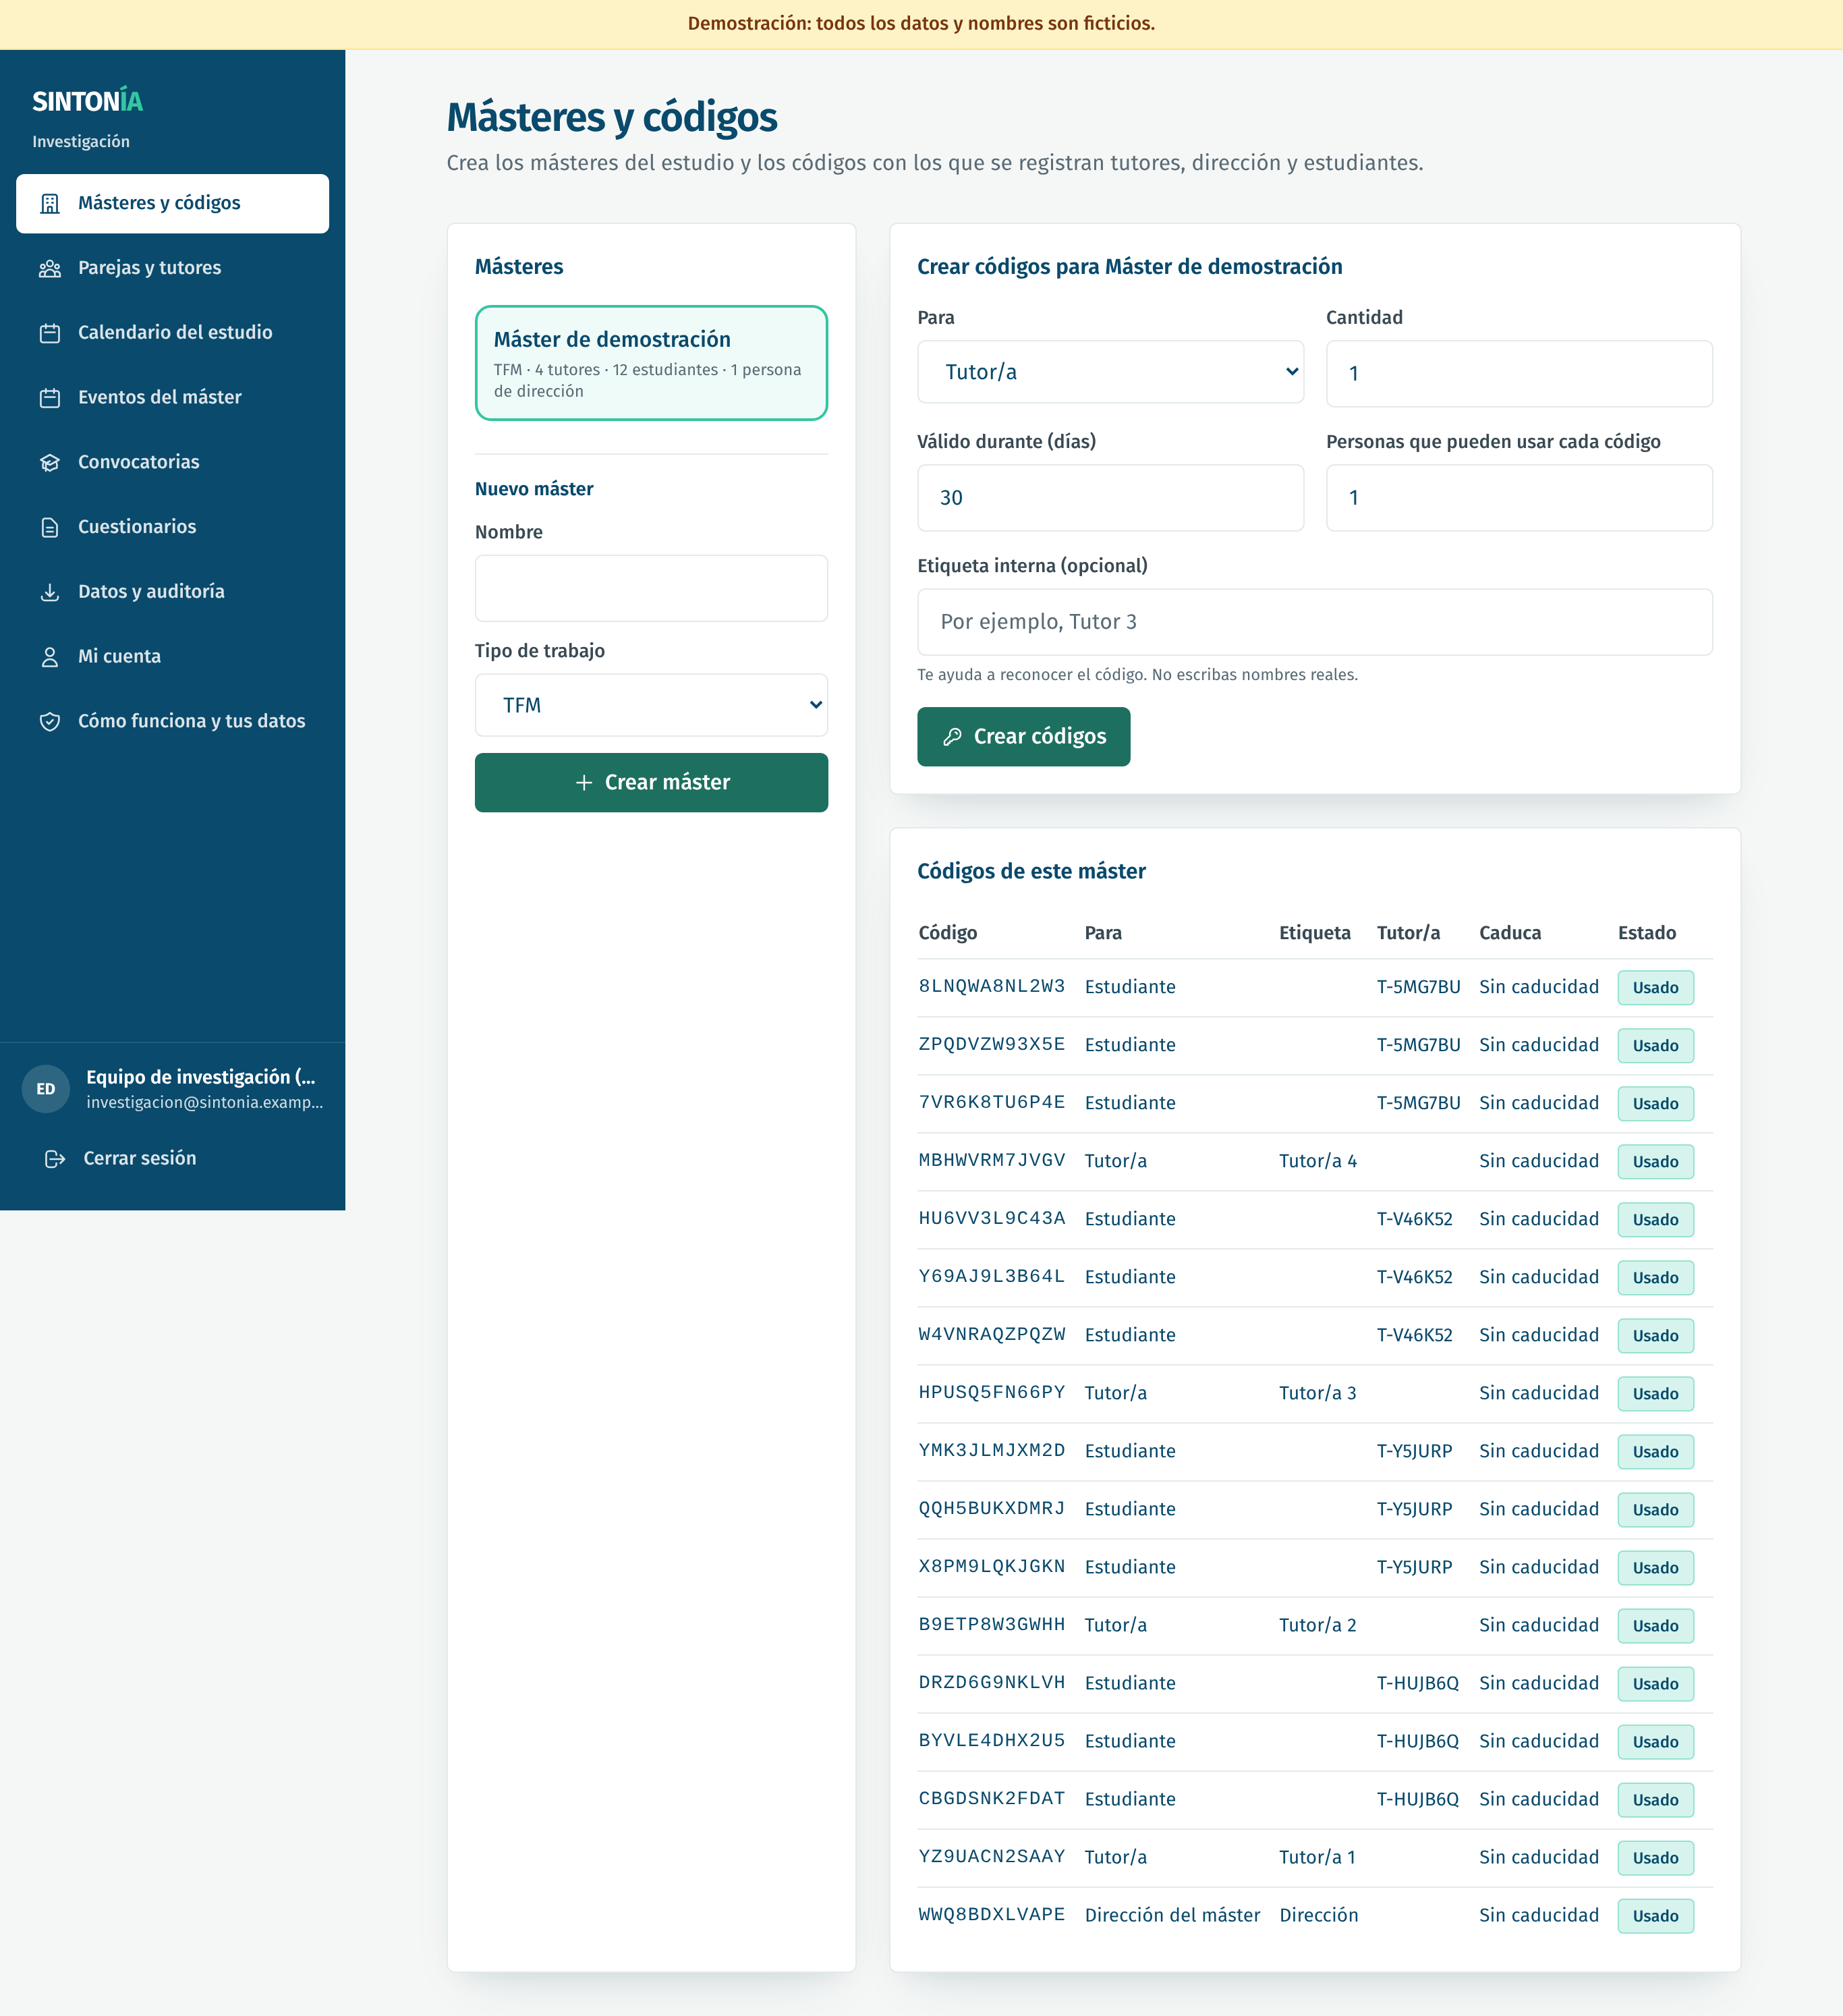 Demostración: todos los datos y nombres son ficticios.
SINTONÍA
Investigación
Másteres y códigos
Parejas y tutores
Calendario del estudio
Eventos del máster
Convocatorias
Cuestionarios
Datos y auditoría
Mi cuenta
Cómo funciona y tus datos
ED
Equipo de investigación (...
investigacion@sintonia.examp...
Cerrar sesión
Másteres y códigos
Crea los másteres del estudio y los códigos con los que se registran tutores, dirección y estudiantes.
Másteres
Máster de demostración
TFM · 4 tutores · 12 estudiantes · 1 persona
de dirección
Nuevo máster
Nombre
Tipo de trabajo
TFM
Crear máster
Crear códigos para Máster de demostración
Para Cantidad
Tutor/a 1
Válido durante (días) Personas que pueden usar cada código
30 1
Etiqueta interna (opcional)
Por ejemplo, Tutor 3
Te ayuda a reconocer el código. No escribas nombres reales.
Crear códigos
Códigos de este máster
Código Para Etiqueta Tutor/a Caduca Estado
8LNQWA8NL2W3 Estudiante T-5MG7BU Sin caducidad Usado
ZPQDVZW93X5E Estudiante T-5MG7BU Sin caducidad Usado
7VR6K8TU6P4E Estudiante T-5MG7BU Sin caducidad Usado
MBHWVRM7JVGV Tutor/a Tutor/a 4 Sin caducidad Usado
HU6VV3L9C43A Estudiante T-V46K52 Sin caducidad Usado
Y69AJ9L3B64L Estudiante T-V46K52 Sin caducidad Usado
W4VNRAQZPQZW Estudiante T-V46K52 Sin caducidad Usado
HPUSQ5FN66PY Tutor/a Tutor/a 3 Sin caducidad Usado
YMK3JLMJXM2D Estudiante T-Y5JURP Sin caducidad Usado
QQH5BUKXDMRJ Estudiante T-Y5JURP Sin caducidad Usado
X8PM9LQKJGKN Estudiante T-Y5JURP Sin caducidad Usado
B9ETP8W3GWHH Tutor/a Tutor/a 2 Sin caducidad Usado
DRZD6G9NKLVH Estudiante T-HUJB6Q Sin caducidad Usado
BYVLE4DHX2U5 Estudiante T-HUJB6Q Sin caducidad Usado
CBGDSNK2FDAT Estudiante T-HUJB6Q Sin caducidad Usado
YZ9UACN2SAAY Tutor/a Tutor/a 1 Sin caducidad Usado
WWQ8BDXLVAPE Dirección del máster Dirección Sin caducidad Usado